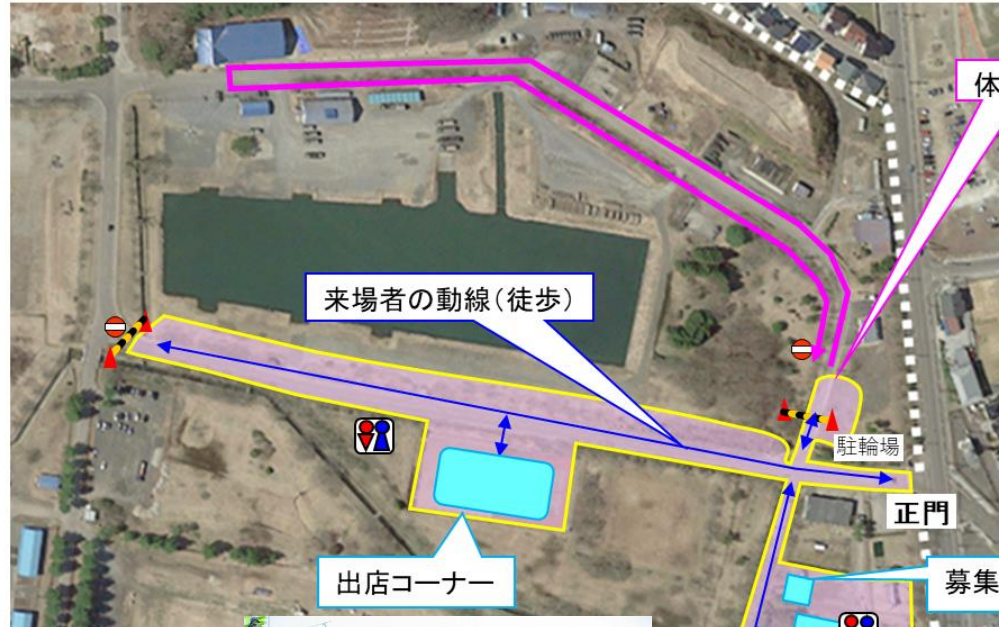 体
来場者の動線(徒歩)
駐輪場
正門
出店コーナー
募集